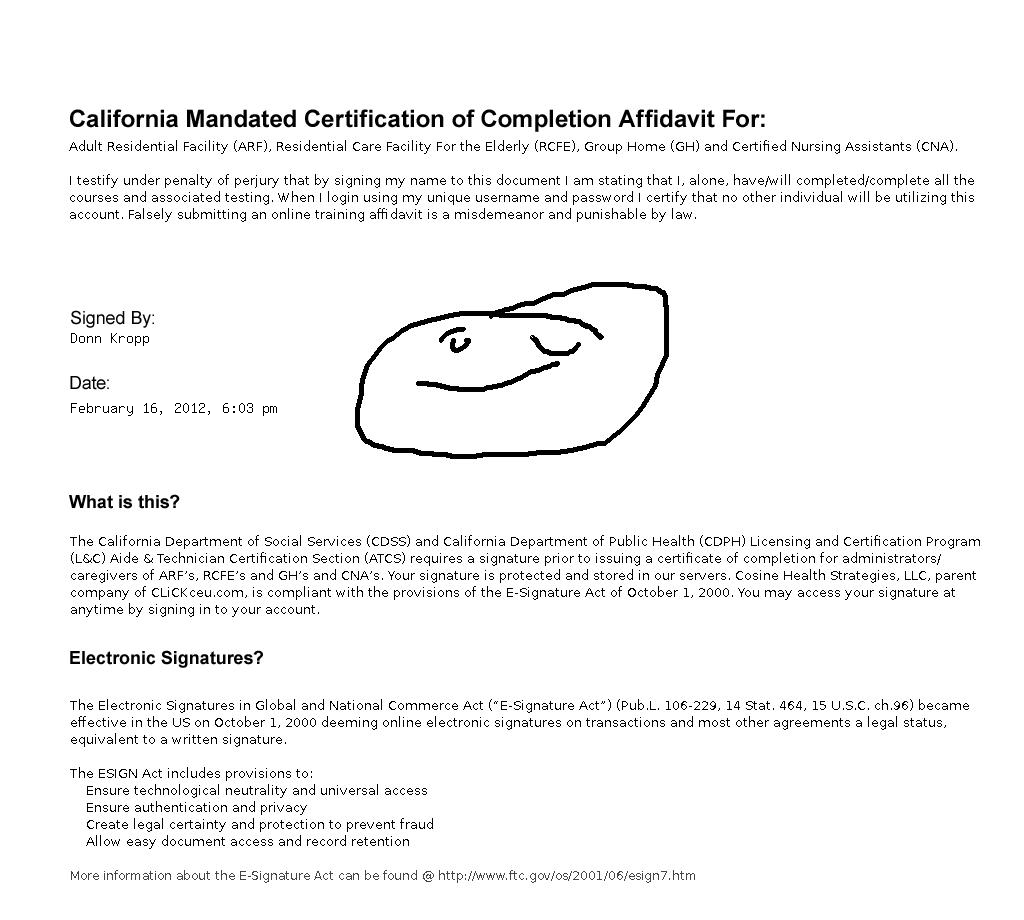 California Mandated Certification of Completion Affidavit For:
Adult Residential Facility (ARF), Residential Care Facility For the Elderly (RCFE), Group Home (GH) and Certified Nursing Assistants (CNA).
I testify under penalty of perjury that by signing my name to this document I am stating that I, alone, have/will completed/complete all the
courses and associated testing. When I login using my unique username and password I certify that no other individual will be utilizing this
account. Falsely submitting an online training affidavit is a misdemeanor and punishable by law.
Signed By:
Donn Kropp
Date:
February 16, 2012, 6:03 pm
What is this?
The California Department of Social Services (CDSS) and California Department of Public Health (CDPH) Licensing and Certification Program
(L&C) Aide & Technician Certification Section (ATCS) requires a signature prior to issuing a certificate of completion for administrators/
caregivers of ARF's, RCFE's and GH's and CNA's. Your signature is protected and stored in our servers. Cosine Health Strategies, LLC, parent
company of CLiCKceu.com, is compliant with the provisions of the E-Signature Act of October 1, 2000. You may access your signature at
anytime by signing in to your account.
Electronic Signatures?
The Electronic Signatures in Global and National Commerce Act (“E-Signature Act”) (Pub.L. 106-229, 14 Stat. 464, 15 U.S.C. ch.96) became
effective in the US on October 1, 2000 deeming online electronic signatures on transactions and most other agreements a legal status,
equivalent to a written signature.
The ESIGN Act includes provisions to:
Ensure technological neutrality and universal access
Ensure authentication and privacy
Create legal certainty and protection to prevent fraud
Allow easy document access and record retention
More information about the E-Signature Act can be found @ http://www.ftc.gov/os/2001/06/esign7.htm